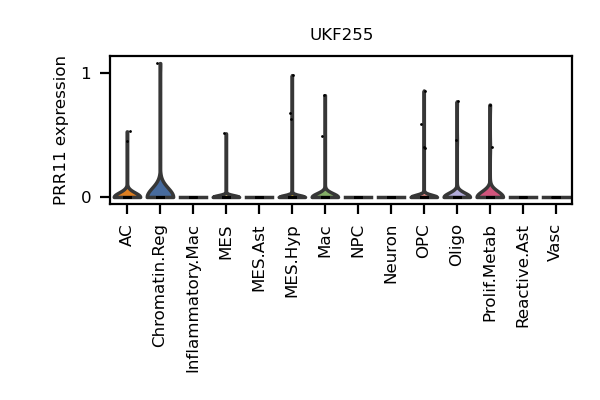 UKF255
PRR11 expression
1
0
AC
Chromatin.Reg
Inflammatory.Mac
MES
MES.Ast
MES.Hyp
Mac
NPC
Neuron
OPC
Oligo
Prolif.Metab
Reactive.Ast
Vasc